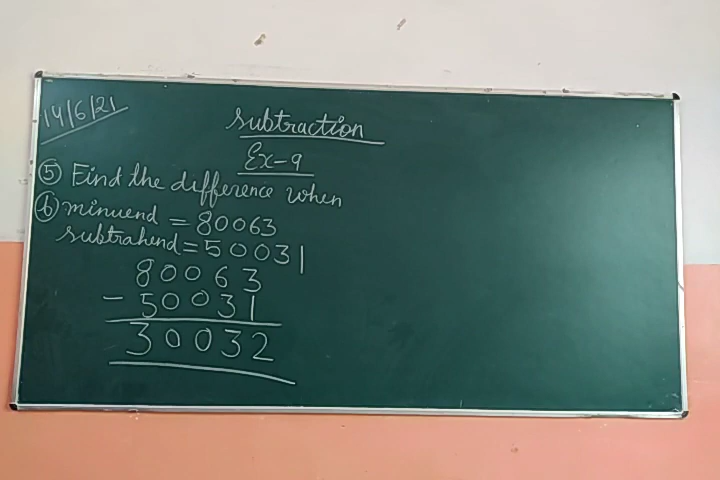 14/6/21
Subtraction
Ex-9
⑤ Find the difference when
ⓑ minuend = 80063
subtrahend = 50031
80063
- 50031
30032